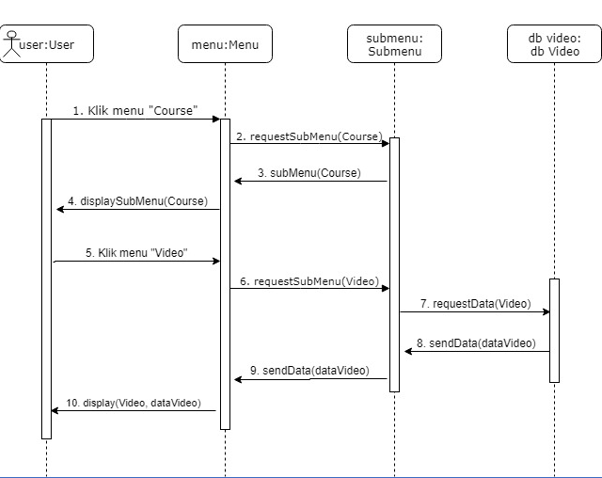 user:User
menu:Menu
submenu:
Submenu
db video:
db Video
1. Klik menu "Course"
2. requestSubMenu(Course)
3. subMenu(Course)
4. displaySubMenu(Course)
5. Klik menu "Video"
6. requestSubMenu(Video)
7. requestData(Video)
8. sendData(dataVideo)
9. sendData(dataVideo)
10. display(Video, dataVideo)